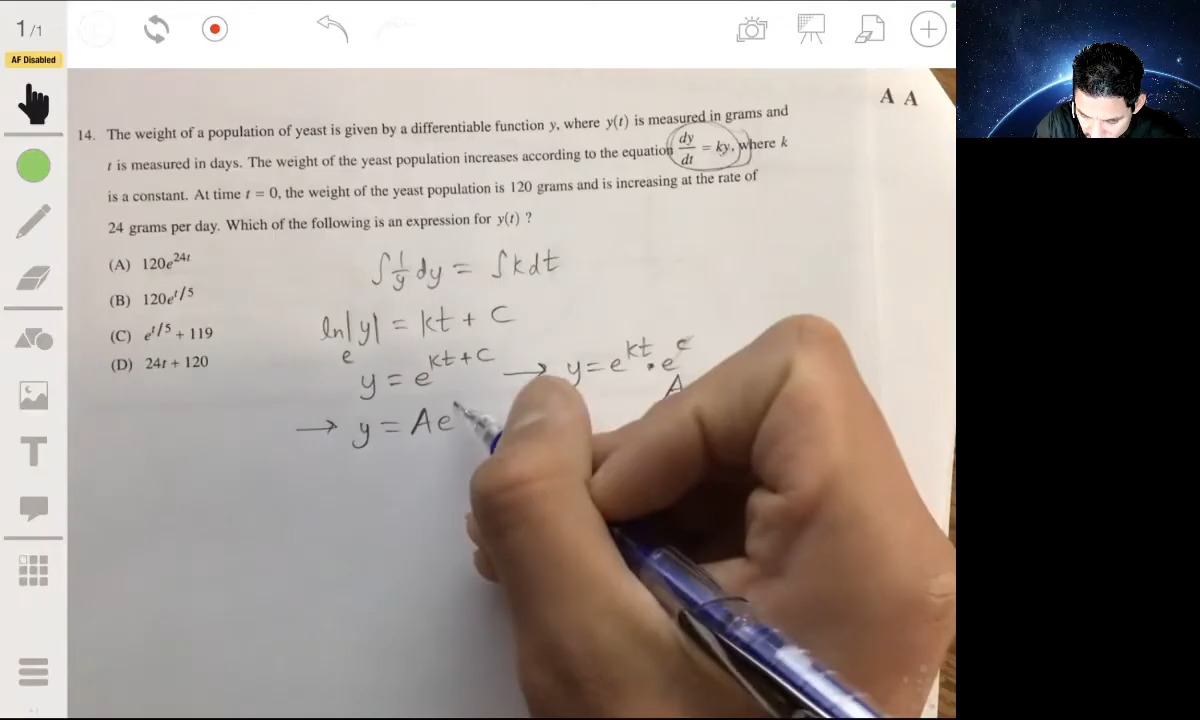 1/1
AF Disabled
A A
14. The weight of a population of yeast is given by a differentiable function y, where y(t) is measured in grams and
t is measured in days. The weight of the yeast population increases according to the equation dy/dt = ky, where k
is a constant. At time t = 0, the weight of the yeast population is 120 grams and is increasing at the rate of
24 grams per day. Which of the following is an expression for y(t) ?
(A) 120e^{24t}
(B) 120e^{t/5}
(C) e^{t/5} + 119
(D) 24t + 120
∫ 1/y dy = ∫ k dt
ln|y| = kt + C
e
y = e^{kt + C} → y = e^{kt} · e^{c}
A
→ y = Ae
T